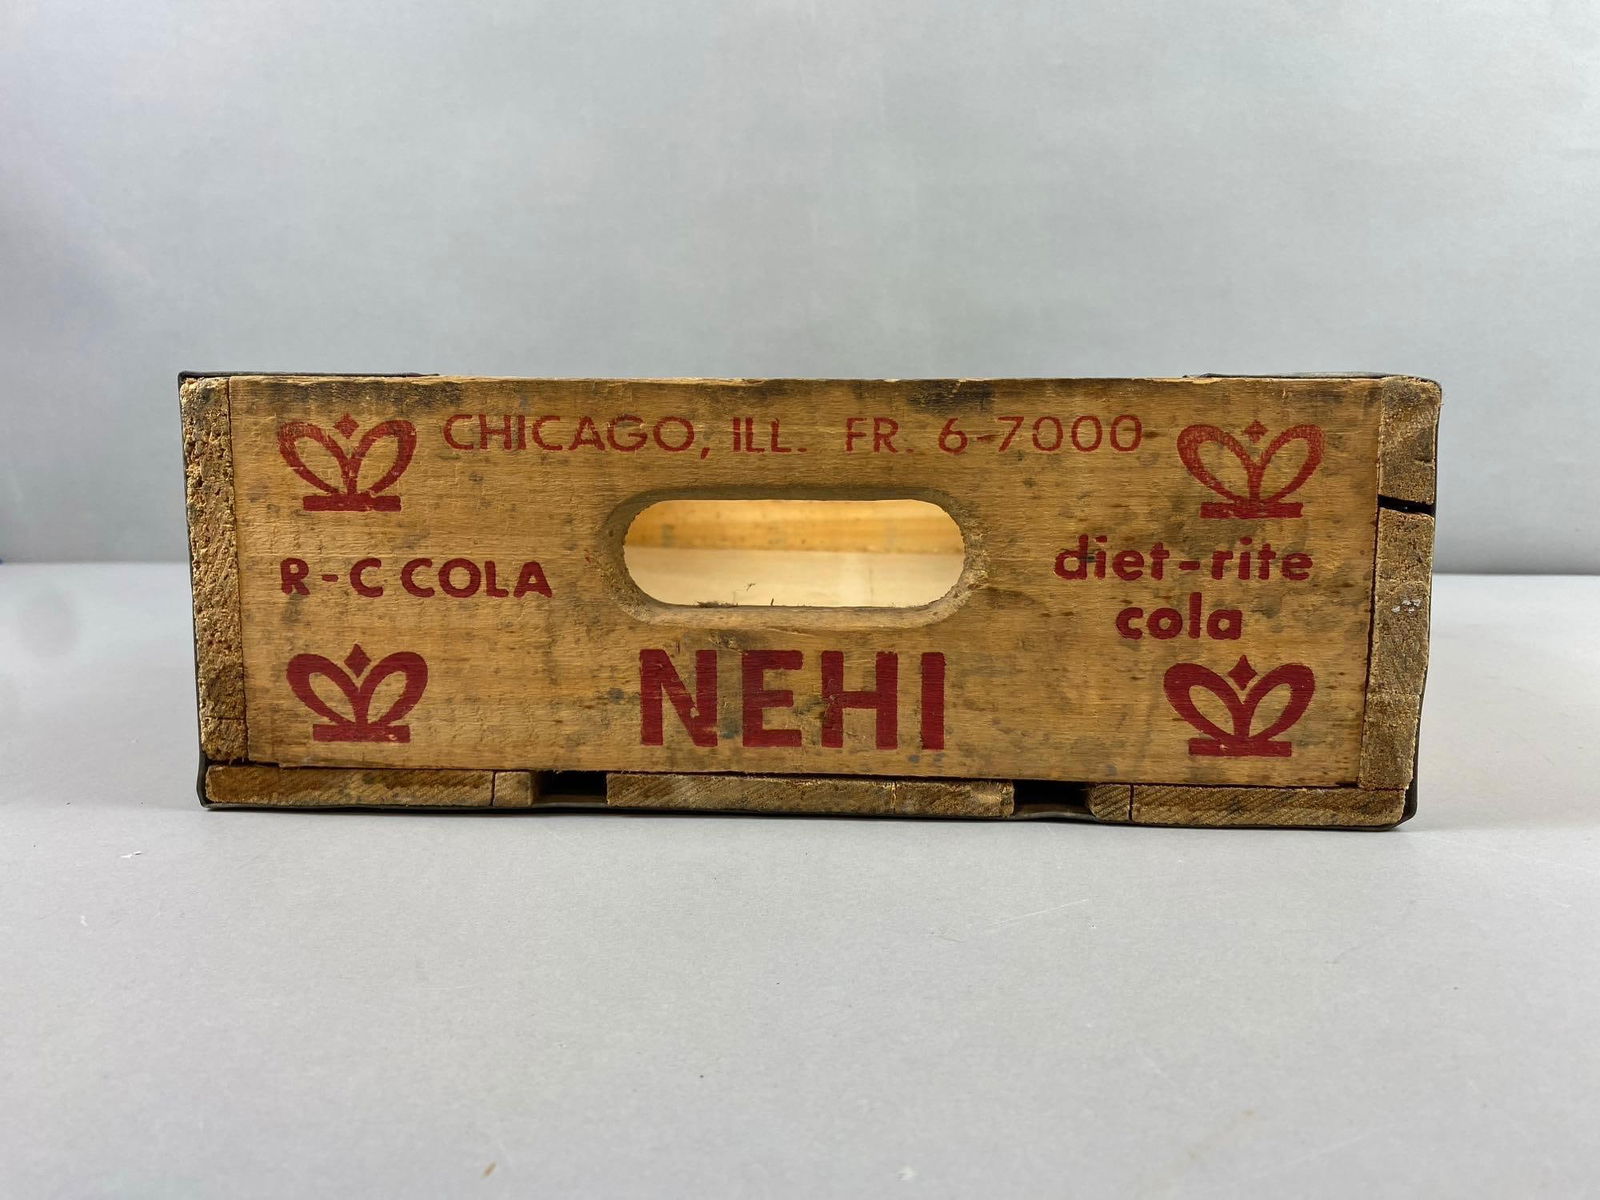 CHICAGO, ILL. FR. 6-7000
R-C COLA
diet-rite
cola
NEHI